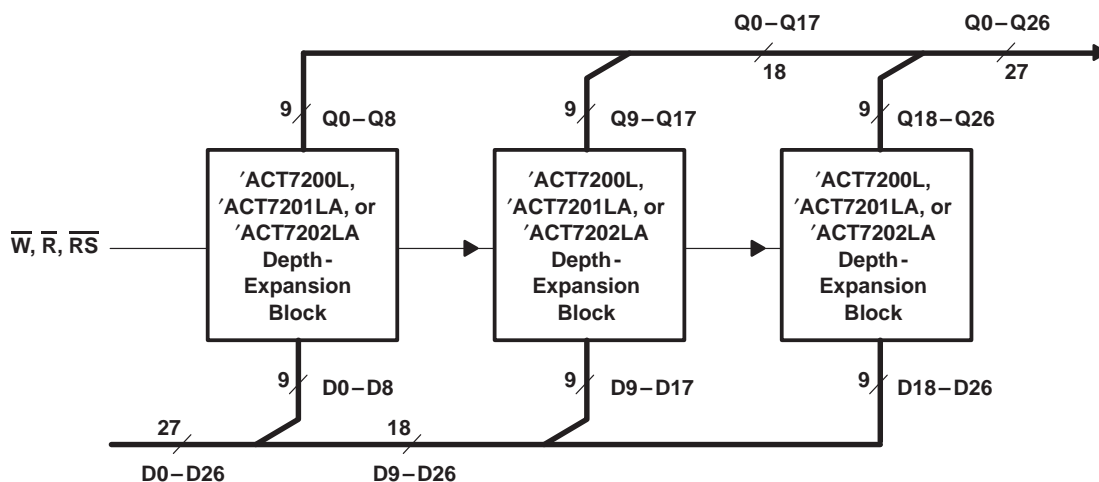 Q0–Q17
Q0–Q26
18
27
9
Q0–Q8
9
Q9–Q17
9
Q18–Q26
′ACT7200L,
′ACT7201LA, or
′ACT7202LA
Depth-
Expansion
Block
′ACT7200L,
′ACT7201LA, or
′ACT7202LA
Depth-
Expansion
Block
′ACT7200L,
′ACT7201LA, or
′ACT7202LA
Depth-
Expansion
Block
W̅, R̅, R̅S̅
9
D0–D8
9
D9–D17
9
D18–D26
27
18
D0–D26
D9–D26